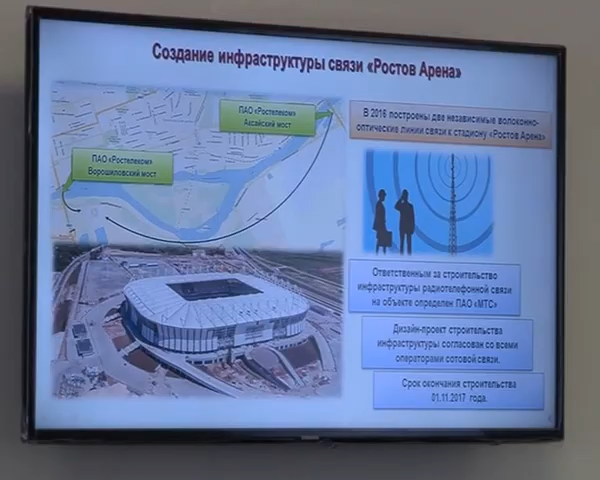 Создание инфраструктуры связи «Ростов Арена»
ПАО «Ростелеком»
Аксайский мост
ПАО «Ростелеком»
Ворошиловский мост
В 2016 построены две независимые волоконно-
оптические линии связи к стадиону «Ростов Арена»
Ответственным за строительство
инфраструктуры радиотелефонной связи
на объекте определен ПАО «МТС»
Дизайн-проект строительства
инфраструктуры согласован со всеми
операторами сотовой связи.
Срок окончания строительства
01.11.2017 года.